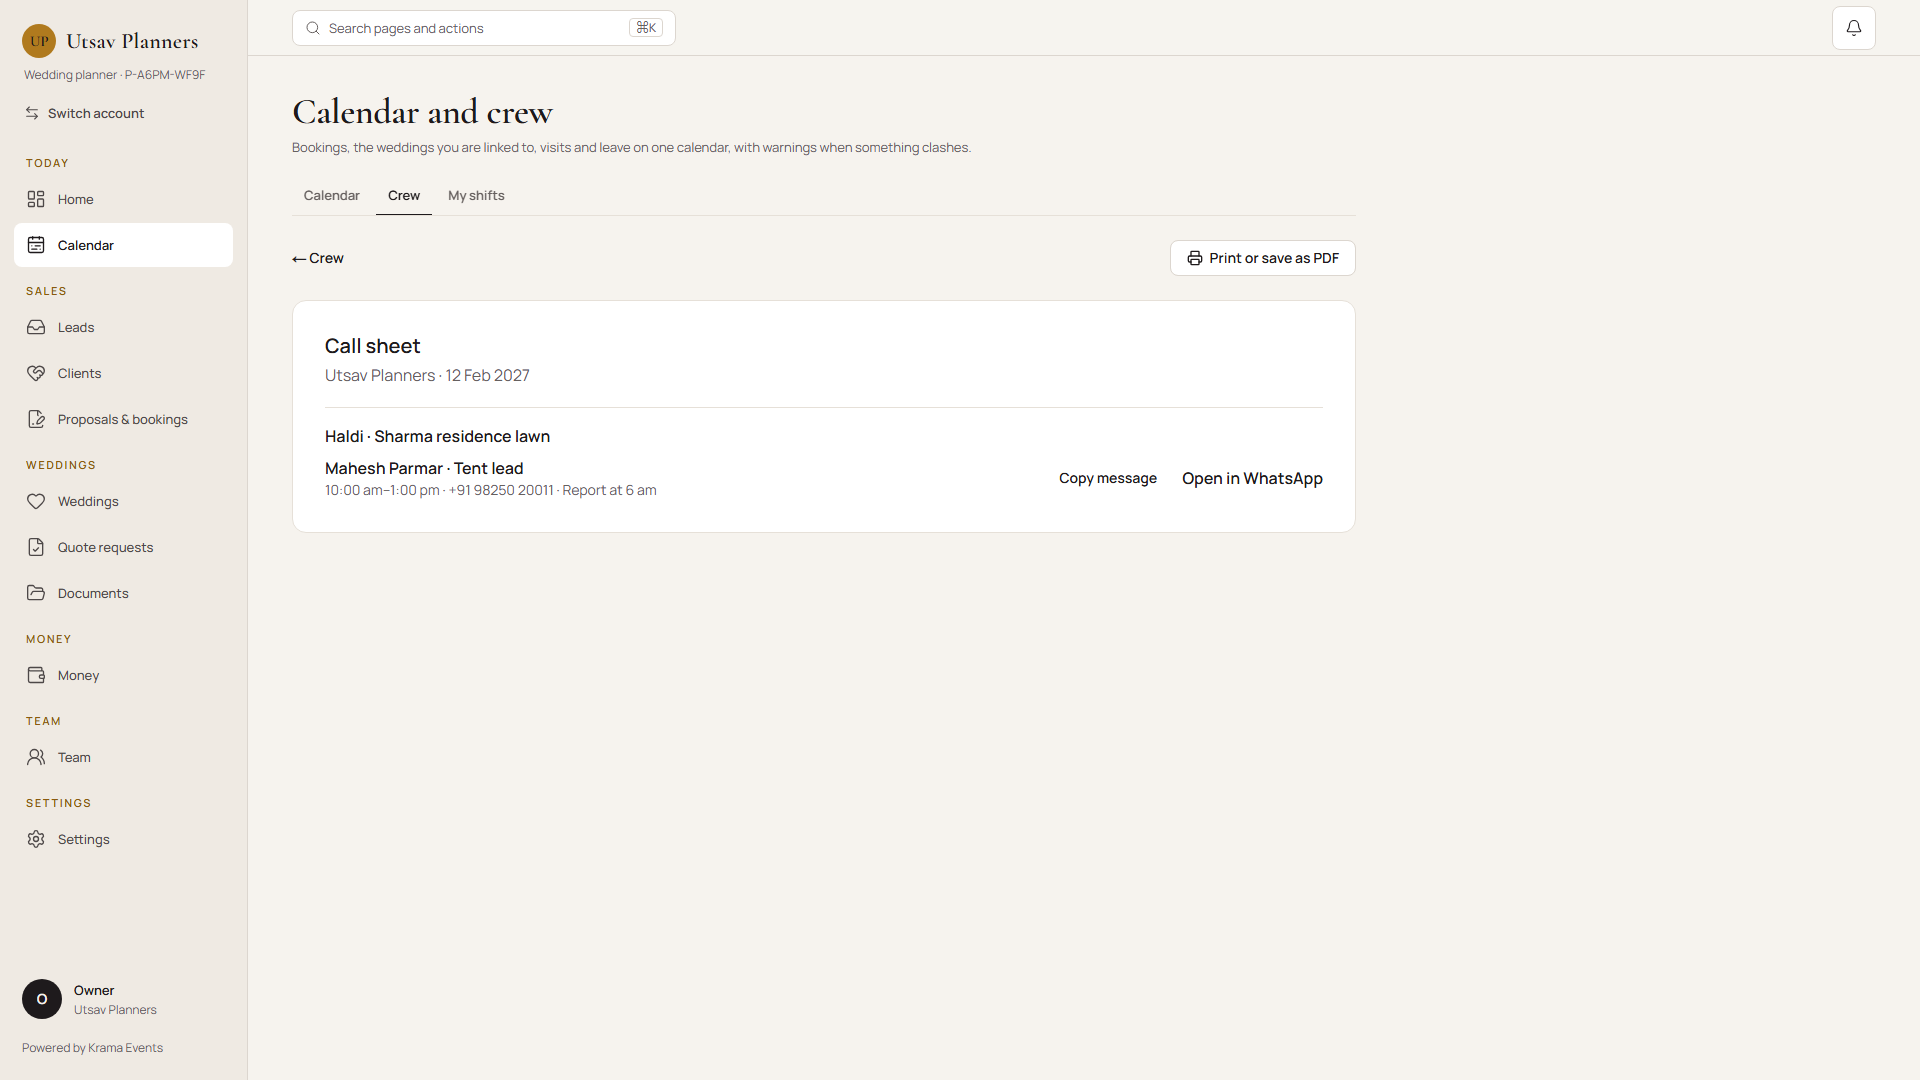 UP Utsav Planners
Wedding planner · P-A6PM-WF9F
Switch account
TODAY
Home
Calendar
SALES
Leads
Clients
Proposals & bookings
WEDDINGS
Weddings
Quote requests
Documents
MONEY
Money
TEAM
Team
SETTINGS
Settings
O
Owner
Utsav Planners
Powered by Krama Events
Search pages and actions ⌘K
Calendar and crew
Bookings, the weddings you are linked to, visits and leave on one calendar, with warnings when something clashes.
Calendar Crew My shifts
← Crew
Print or save as PDF
Call sheet
Utsav Planners · 12 Feb 2027
Haldi · Sharma residence lawn
Mahesh Parmar · Tent lead
10:00 am–1:00 pm · +91 98250 20011 · Report at 6 am
Copy message Open in WhatsApp